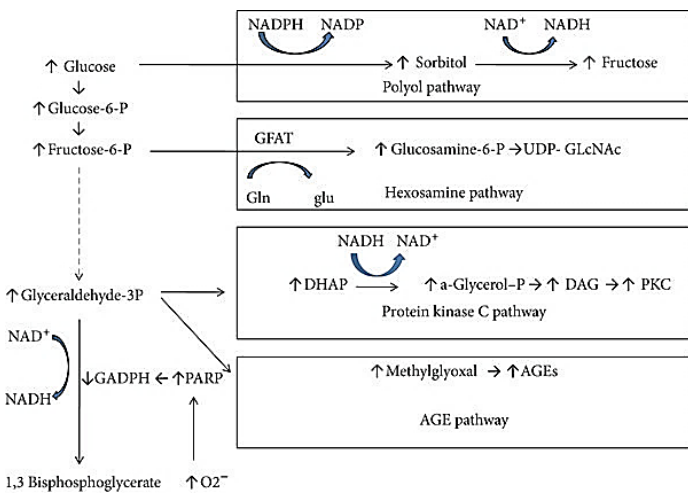 NADPH NADP NAD⁺ NADH
↑ Glucose ↑ Sorbitol ↑ Fructose
Polyol pathway
↑ Glucose-6-P
↑ Fructose-6-P GFAT ↑ Glucosamine-6-P → UDP- GLcNAc
Gln glu Hexosamine pathway
NADH NAD⁺
↑ Glyceraldehyde-3P ↑ DHAP → ↑ a-Glycerol–P → ↑ DAG → ↑ PKC
Protein kinase C pathway
NAD⁺
↓GADPH ← ↑PARP ↑ Methylglyoxal → ↑ AGEs
NADH
AGE pathway
1,3 Bisphosphoglycerate ↑ O2⁻